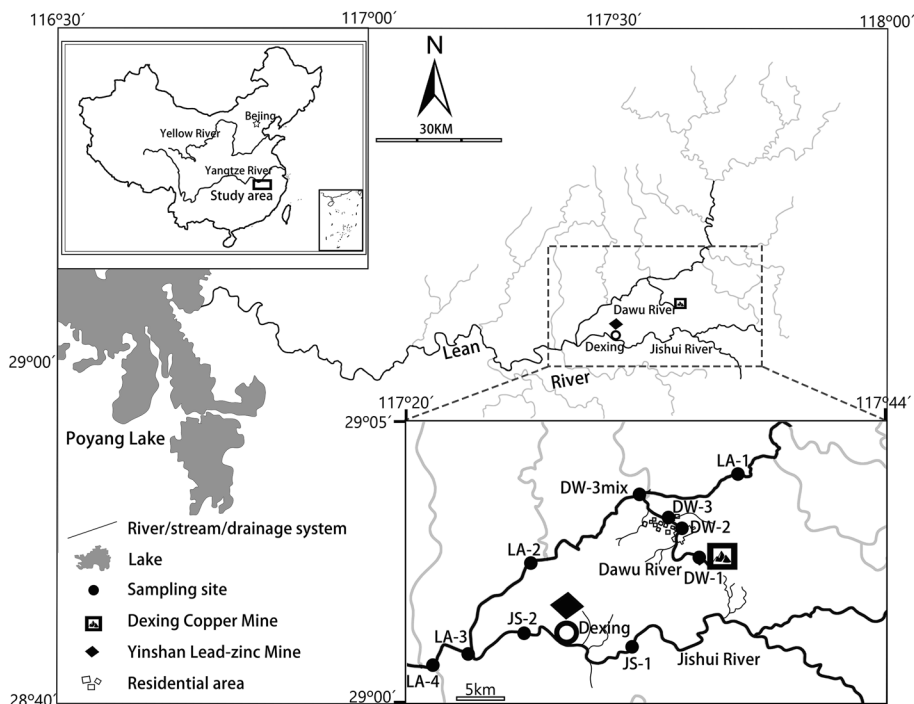 116°30′
117°00′
117°30′
118°00′
N
30KM
Bejing
Yellow River
Yangtze River
Study area
Dawu River
Dexing
Jishui River
Lean
River
29°00′
Poyang Lake
117°20′
117°44′
29°05′
LA-1
DW-3mix
DW-3
DW-2
LA-2
Dawu River
DW-1
JS-2
Dexing
LA-3
JS-1
Jishui River
LA-4
5km
29°00′
28°40′
River/stream/drainage system
Lake
Sampling site
Dexing Copper Mine
Yinshan Lead-zinc Mine
Residential area